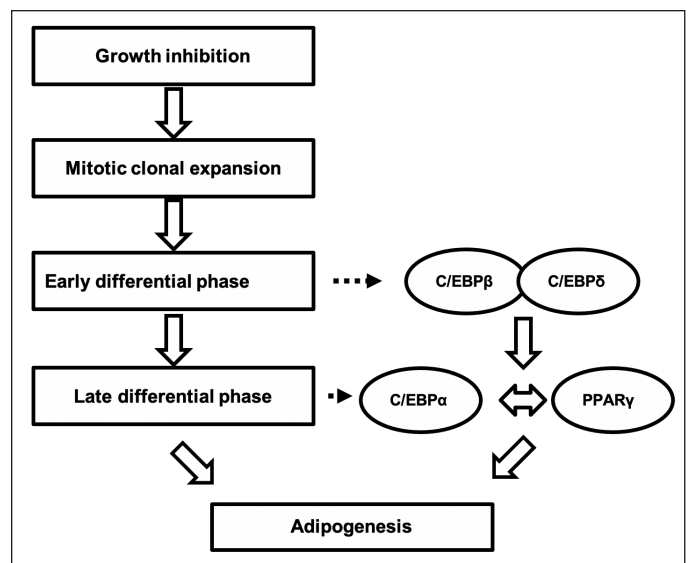 Growth inhibition
Mitotic clonal expansion
Early differential phase
C/EBPβ
C/EBPδ
Late differential phase
C/EBPα
PPARγ
Adipogenesis